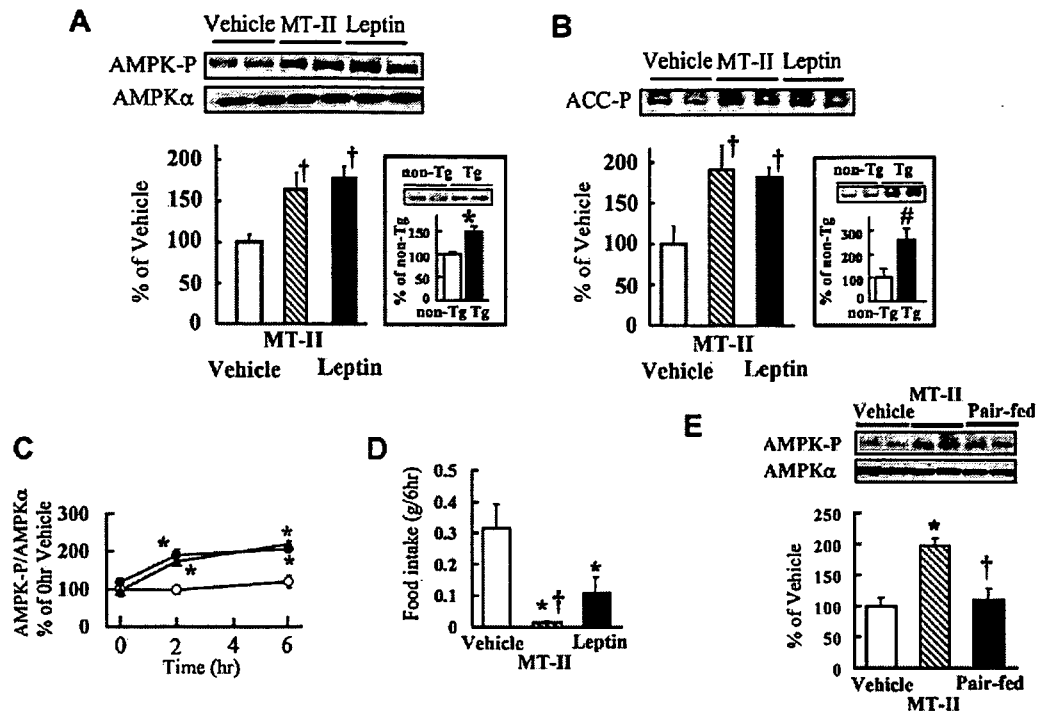 A
Vehicle MT-II Leptin
AMPK-P
AMPKα
% of Vehicle
200
150
100
50
0
†
†
MT-II
Vehicle Leptin
non-Tg Tg
% of non-Tg
150
100
50
0
*
non-Tg Tg
B
Vehicle MT-II Leptin
ACC-P
% of Vehicle
200
150
100
50
0
†
†
MT-II
Vehicle Leptin
non-Tg Tg
% of non-Tg
300
200
100
0
#
non-Tg Tg
C
AMPK-P/AMPKα
% of 0hr Vehicle
300
200
100
0
*
*
*
*
0 2 4 6
Time (hr)
D
Food intake (g/6hr)
0.5
0.4
0.3
0.2
0.1
0
* †
*
Vehicle Leptin
MT-II
E
MT-II
Vehicle Pair-fed
AMPK-P
AMPKα
% of Vehicle
250
200
150
100
50
0
*
†
Vehicle Pair-fed
MT-II